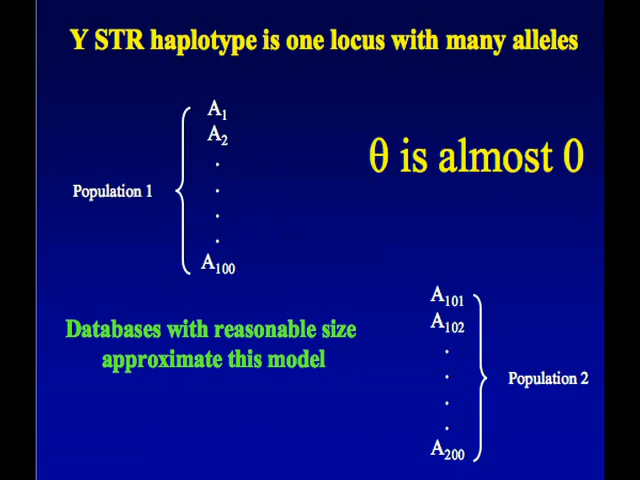 Y STR haplotype is one locus with many alleles
A₁
A₂
.
.
.
.
A₁₀₀
Population 1
θ is almost 0
Databases with reasonable size
approximate this model
A₁₀₁
A₁₀₂
.
.
.
.
A₂₀₀
Population 2